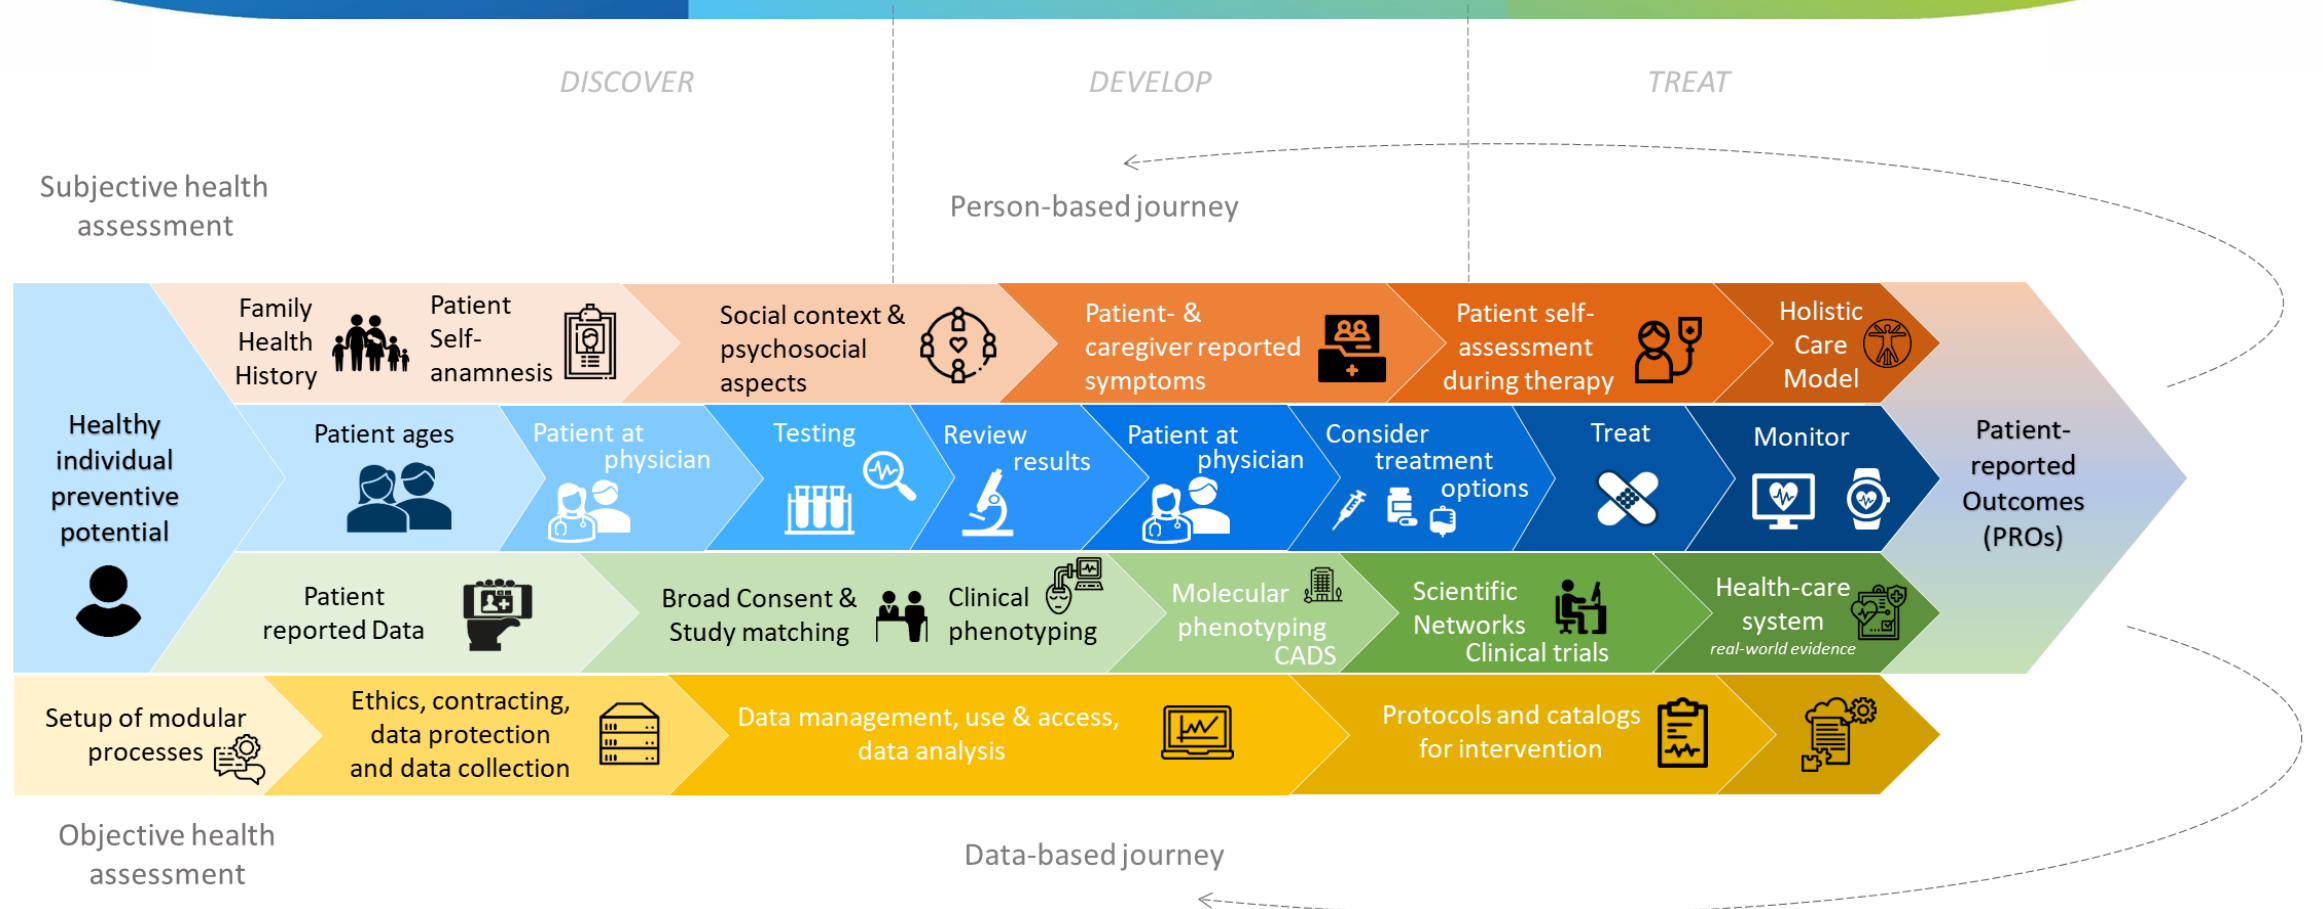 DISCOVER
DEVELOP
TREAT
Subjective health
assessment
Person-based journey
Healthy
individual
preventive
potential
Family
Health
History
Patient
Self-
anamnesis
Social context &
psychosocial
aspects
Patient- &
caregiver reported
symptoms
Patient self-
assessment
during therapy
Holistic
Care
Model
Patient ages
Patient at
physician
Testing
Review
results
Patient at
physician
Consider
treatment
options
Treat
Monitor
Patient-
reported
Outcomes
(PROs)
Patient
reported Data
Broad Consent &
Study matching
Clinical
phenotyping
Molecular
phenotyping
CADS
Scientific
Networks
Clinical trials
Health-care
system
real-world evidence
Setup of modular
processes
Ethics, contracting,
data protection
and data collection
Data management, use & access,
data analysis
Protocols and catalogs
for intervention
Objective health
assessment
Data-based journey